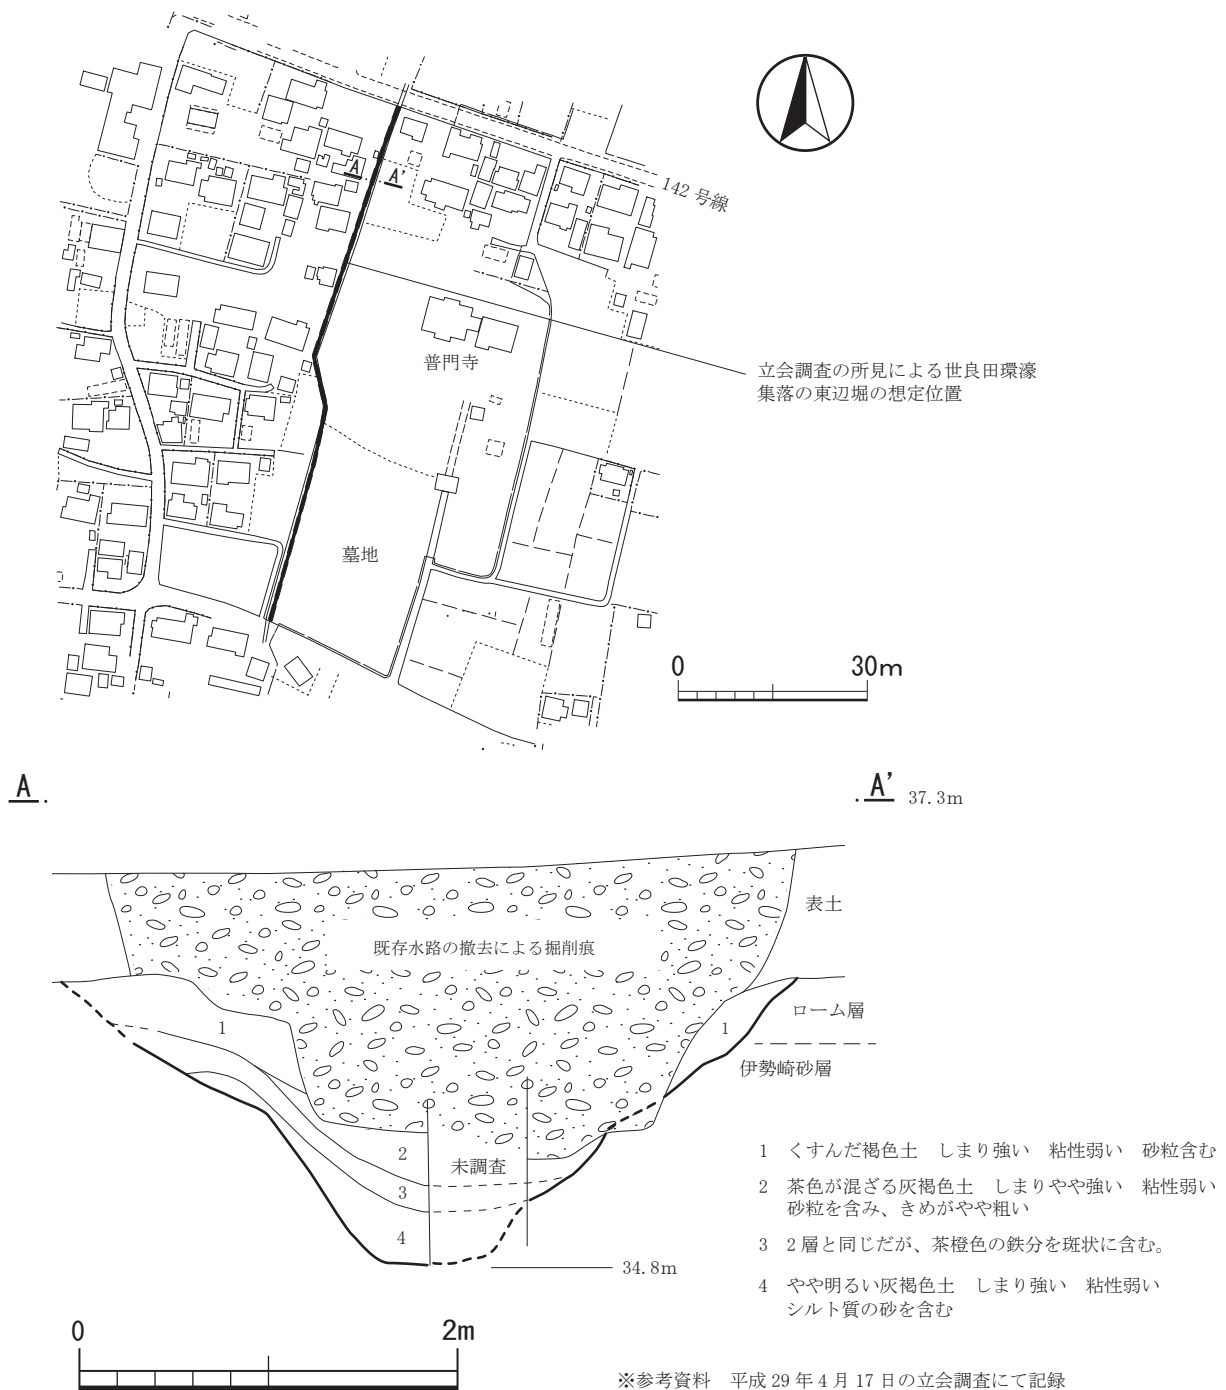 A
A'
142 号線
普門寺
立会調査の所見による世良田環濠
集落の東辺堀の想定位置
墓地
0
30m
A
A'
37.3m
表土
既存水路の撤去による掘削痕
1
1
ローム層
伊勢崎砂層
2
未調査
3
4
34.8m
1 くすんだ褐色土 しまり強い 粘性弱い 砂粒含む
2 茶色が混ざる灰褐色土 しまりやや強い 粘性弱い
砂粒を含み、きめがやや粗い
3 2層と同じだが、茶橙色の鉄分を斑状に含む。
4 やや明るい灰褐色土 しまり強い 粘性弱い
シルト質の砂を含む
0
2m
※参考資料 平成 29 年 4 月 17 日の立会調査にて記録